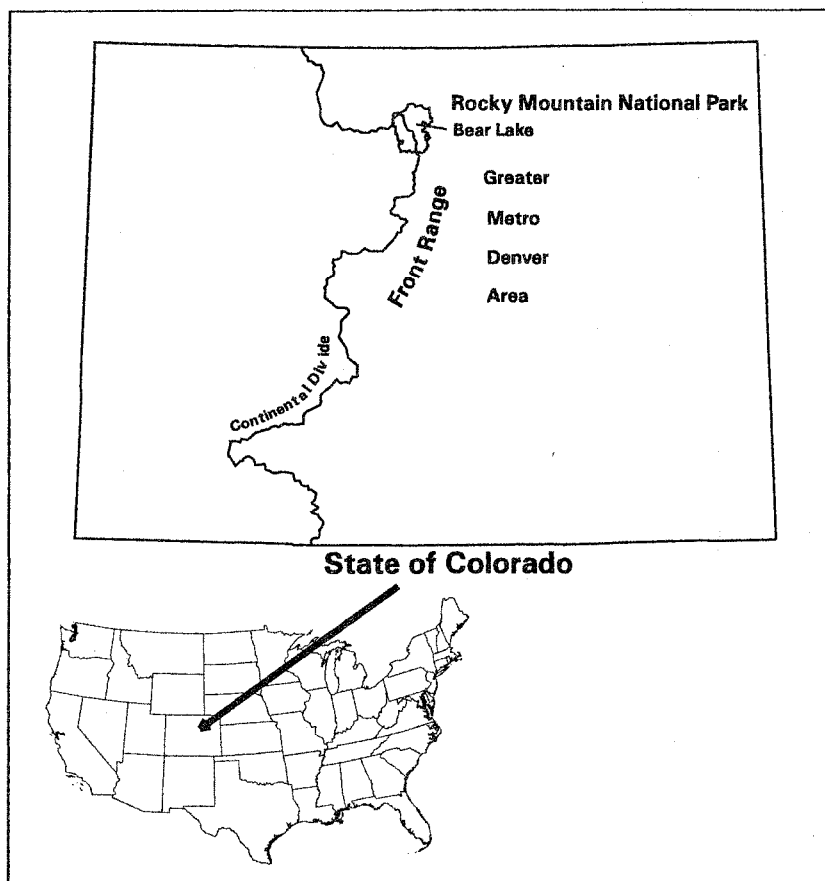 Rocky Mountain National Park
Bear Lake
Greater
Metro
Denver
Area
Front Range
Continental Divide
State of Colorado